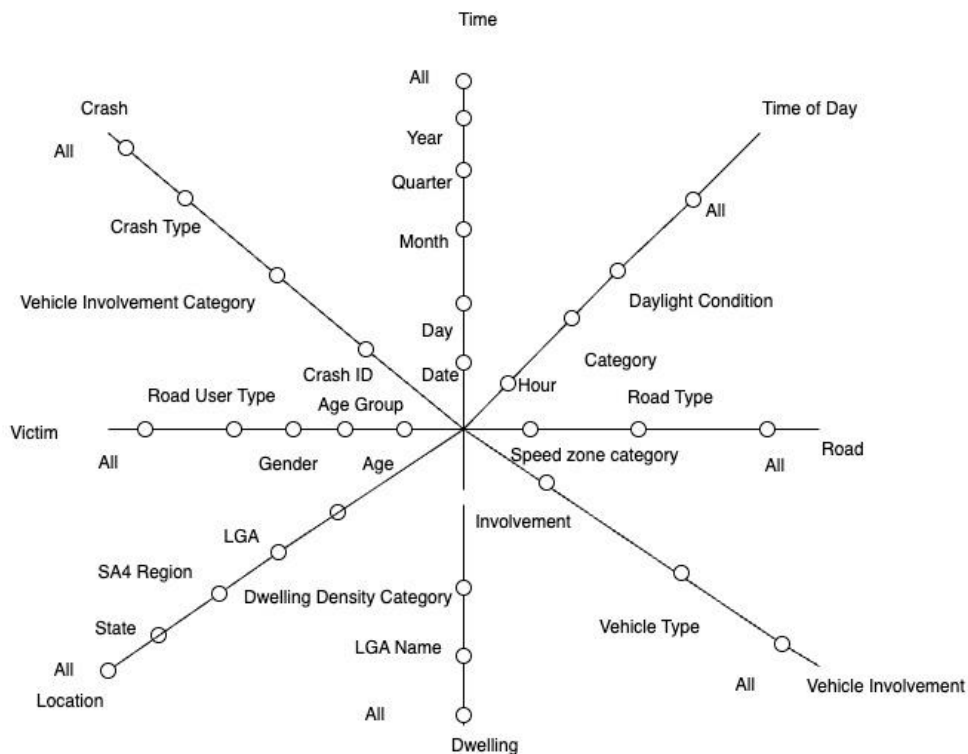 Time
All
Crash
Time of Day
All
Year
Quarter
All
Crash Type
Month
Daylight Condition
Vehicle Involvement Category
Day
Category
Crash ID
Date
Hour
Road User Type
Age Group
Road Type
Victim
Road
All
Gender
Age
Speed zone category
All
Involvement
LGA
SA4 Region
Dwelling Density Category
State
Vehicle Type
LGA Name
All
All
Vehicle Involvement
Location
All
Dwelling